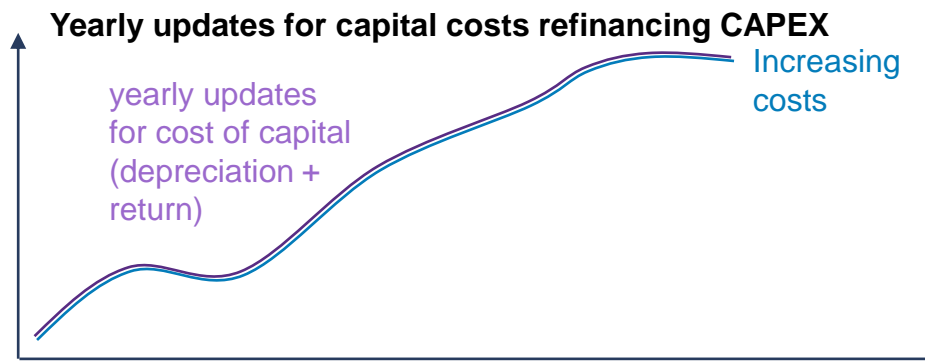 Yearly updates for capital costs refinancing CAPEX
yearly updates
for cost of capital
(depreciation +
return)
Increasing
costs